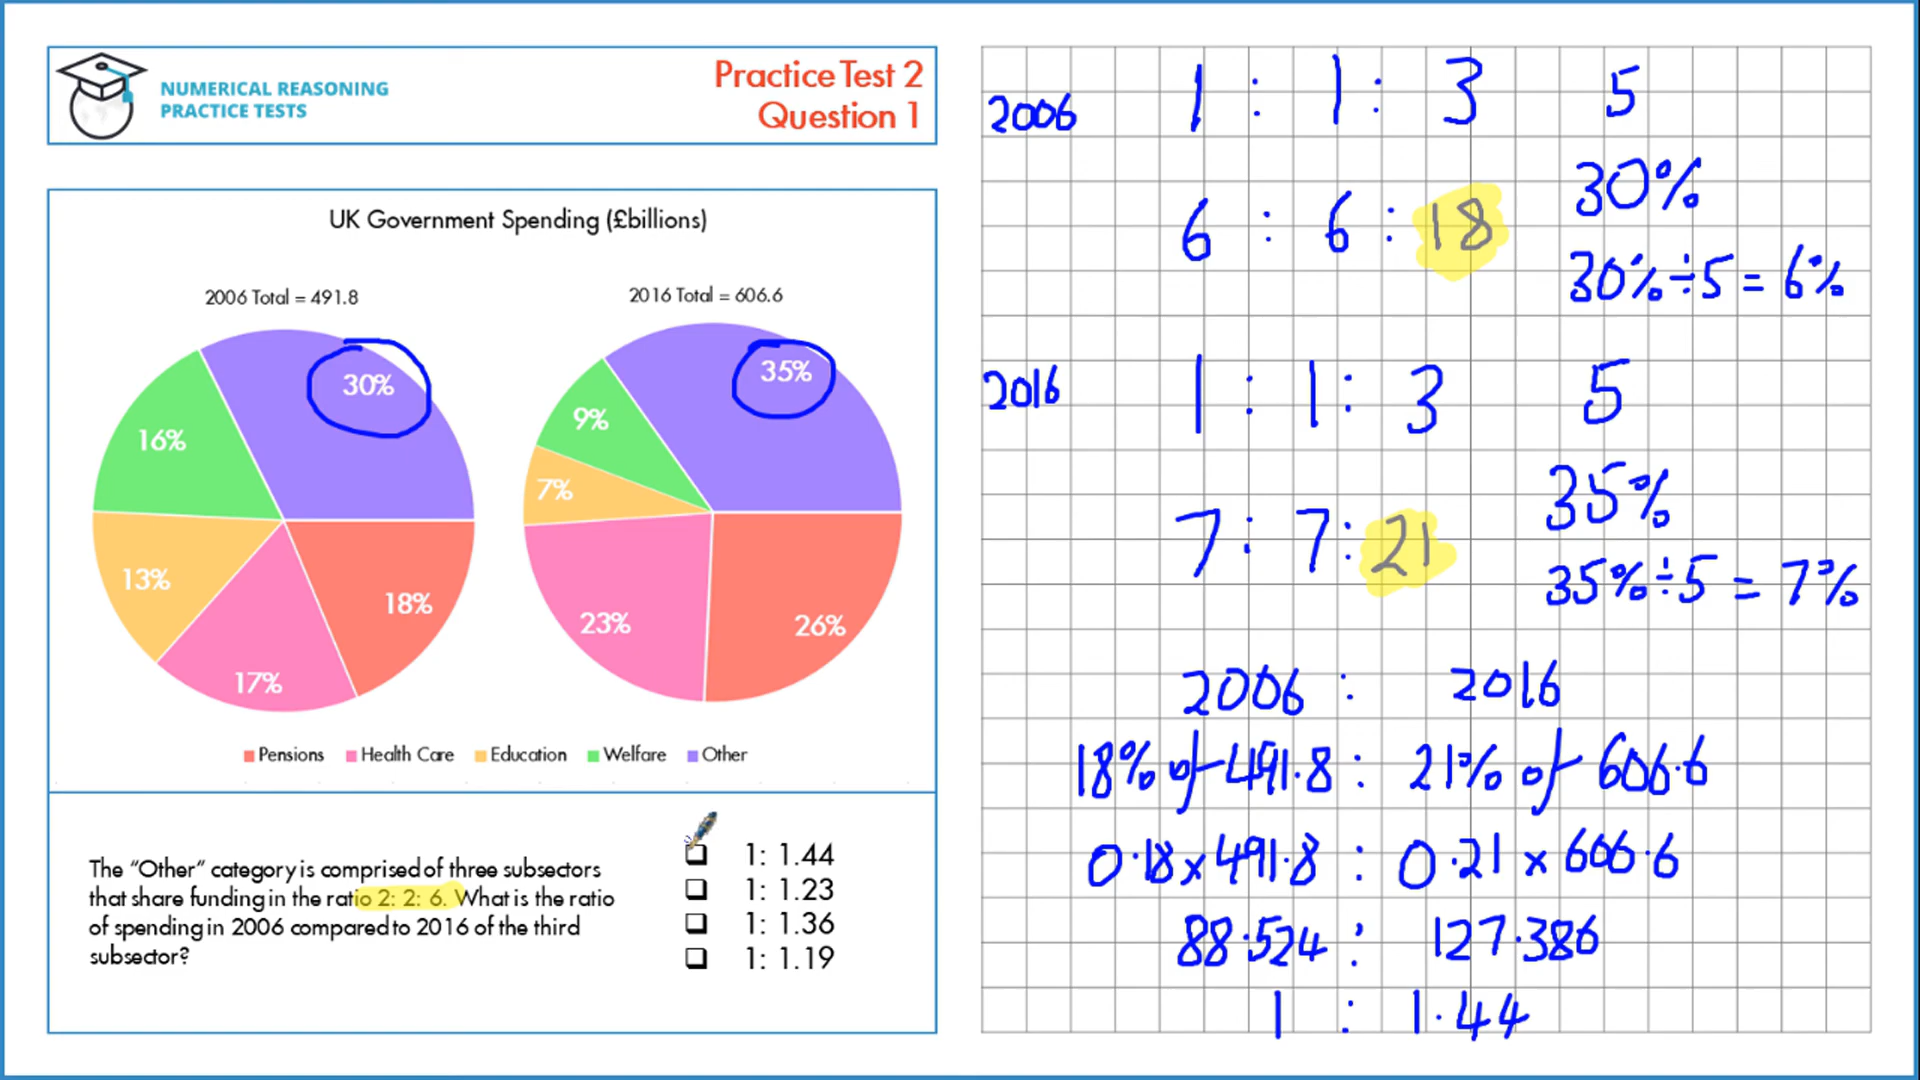 NUMERICAL REASONING
PRACTICE TESTS
Practice Test 2
Question 1
UK Government Spending (£billions)
2006 Total = 491.8
2016 Total = 606.6
30%
16%
13%
17%
18%
35%
9%
7%
23%
26%
Pensions Health Care Education Welfare Other
The “Other” category is comprised of three subsectors
that share funding in the ratio 2: 2: 6. What is the ratio
of spending in 2006 compared to 2016 of the third
subsector?
1: 1.44
1: 1.23
1: 1.36
1: 1.19
2006 1 : 1 : 3 5
30%
6 : 6 : 18
30% ÷ 5 = 6%
2016 1 : 1 : 3 5
35%
7 : 7 : 21
35% ÷ 5 = 7%
2006 : 2016
18% of 491.8 : 21% of 606.6
0.18 × 491.8 : 0.21 × 606.6
88.524 : 127.386
1 : 1.44